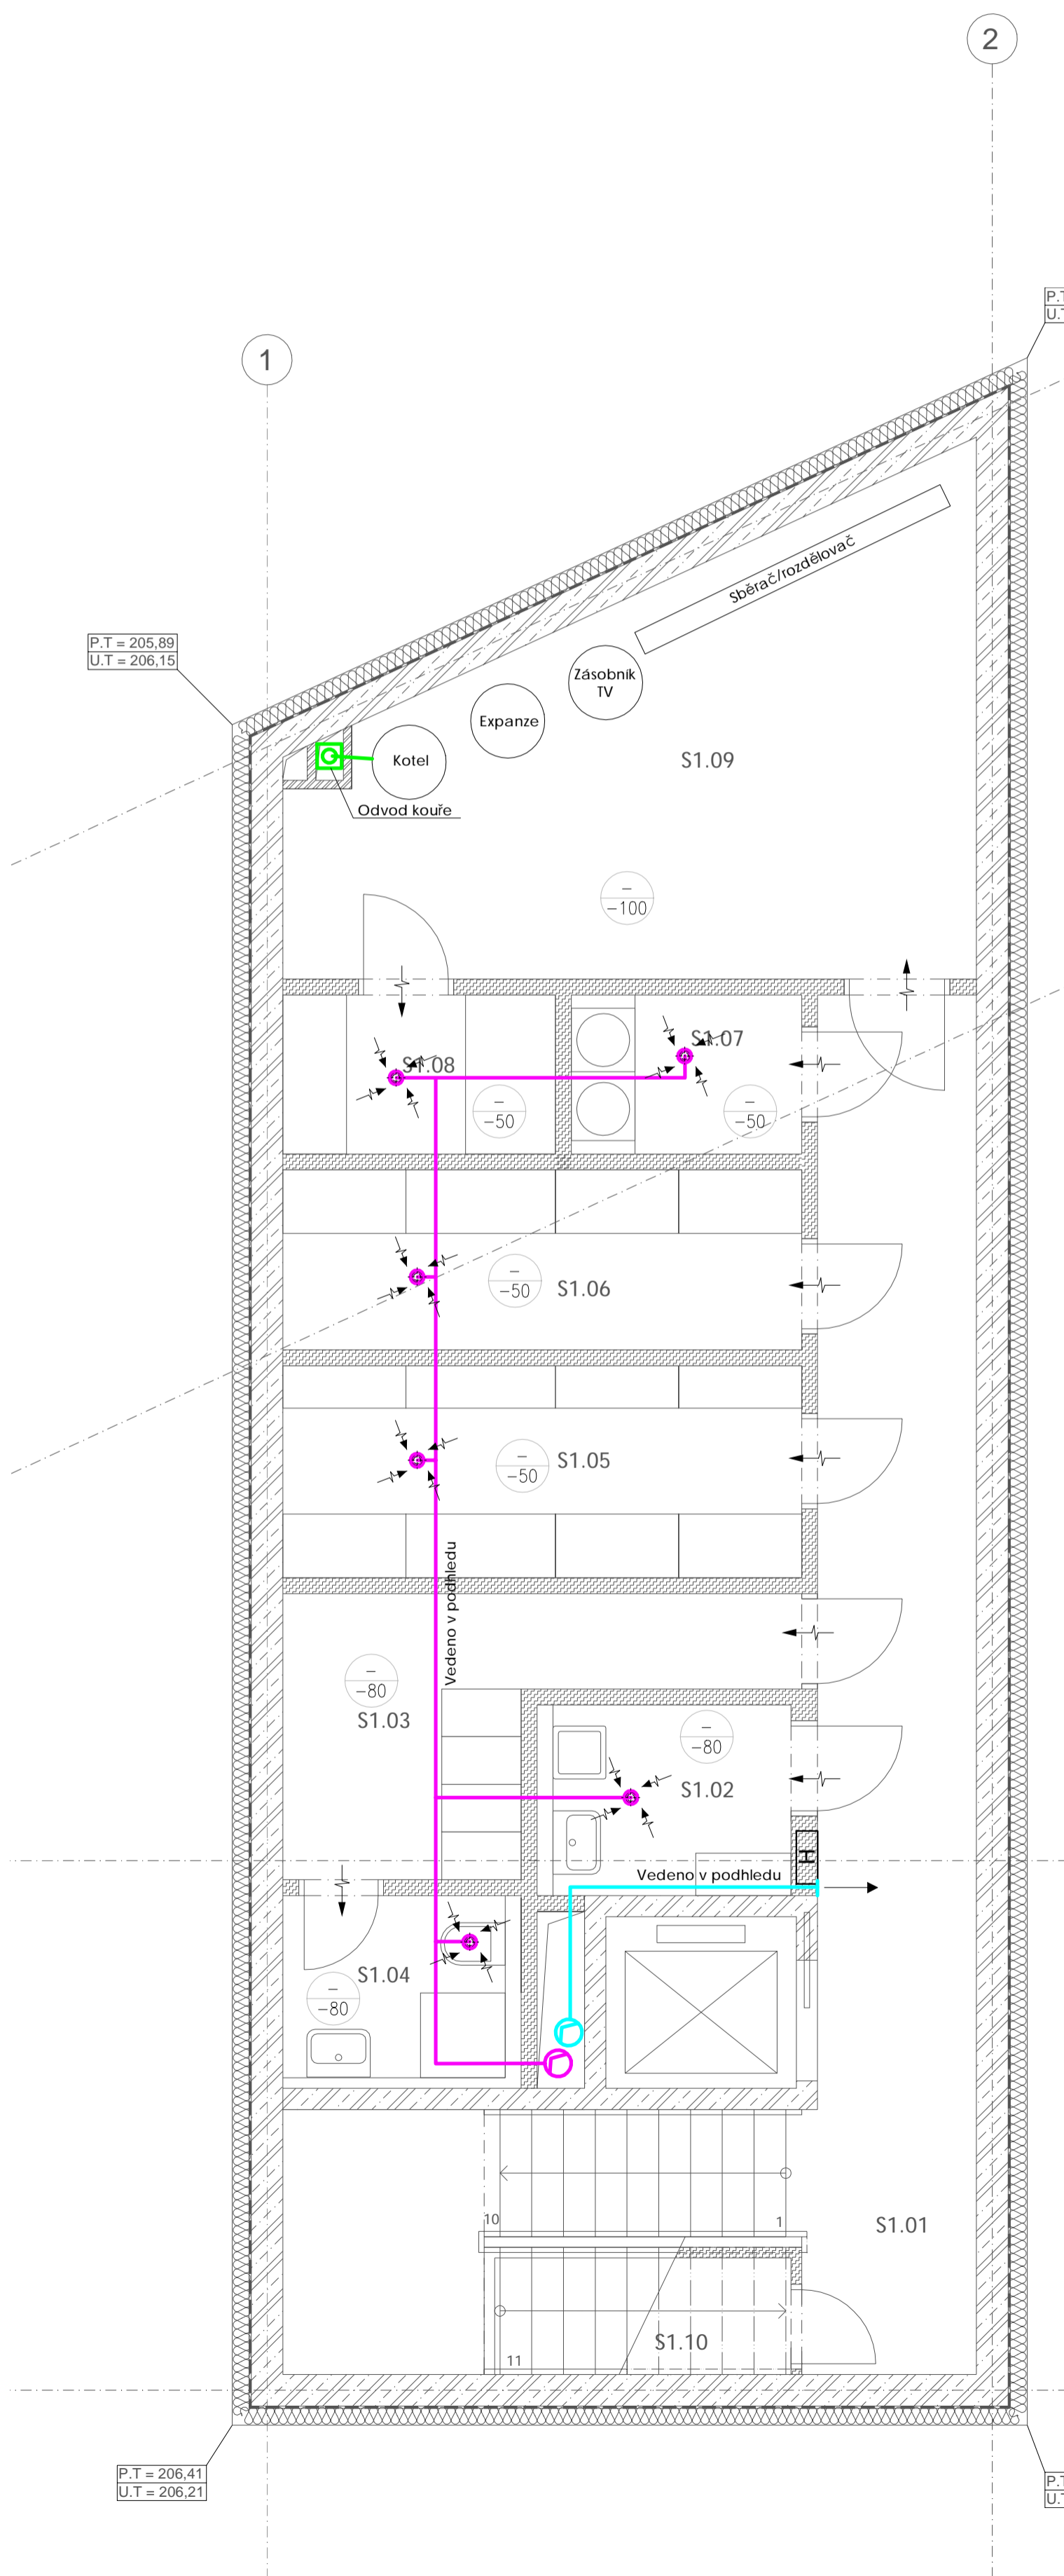 2
P.T
U.T
1
Sběrač/rozdělovač
P.T = 205,89
U.T = 206,15
Zásobník
TV
Expanze
Kotel
S1.09
Odvod kouře
–
–100
S1.07
S1.08
–
–50
–
–50
–
–50
S1.06
–
–50
S1.05
Vedeno v podhledu
–
–80
S1.03
–
–80
S1.02
H
Vedeno v podhledu
S1.04
–
–80
10
1
S1.01
S1.10
11
P.T = 206,41
U.T = 206,21
P.T
U.T